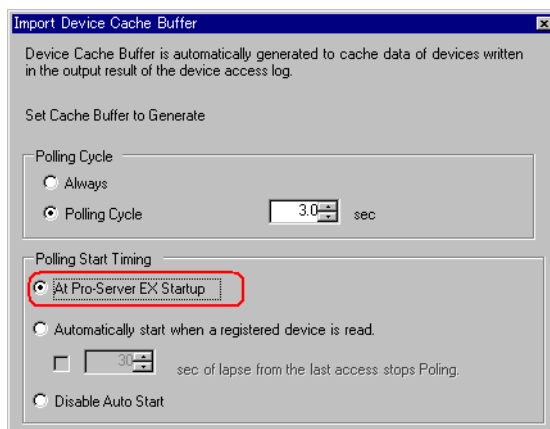 Import Device Cache Buffer
Device Cache Buffer is automatically generated to cache data of devices written
in the output result of the device access log.
Set Cache Buffer to Generate
Polling Cycle
Always
Polling Cycle 3.0 sec
Polling Start Timing
At Pro-Server EX Startup
Automatically start when a registered device is read.
30 sec of lapse from the last access stops Poling.
Disable Auto Start